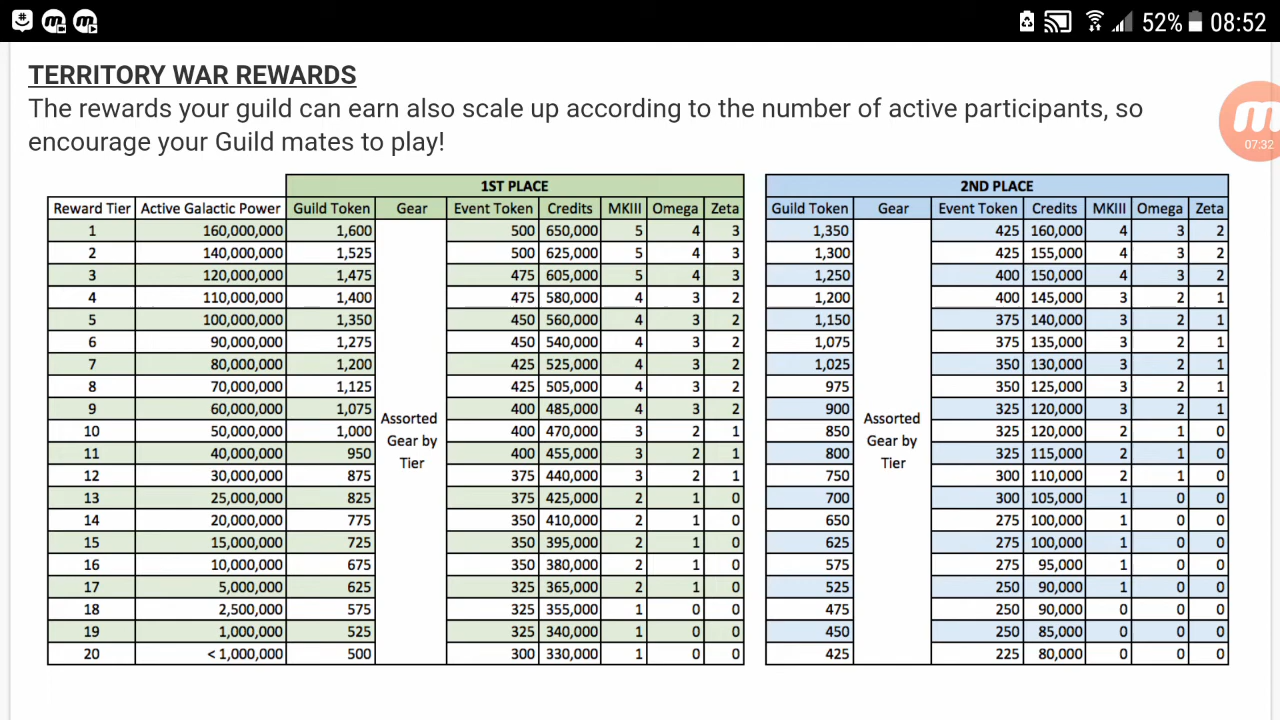 52% 08:52
TERRITORY WAR REWARDS
The rewards your guild can earn also scale up according to the number of active participants, so
encourage your Guild mates to play!
m
07:32
1ST PLACE 2ND PLACE
Reward Tier Active Galactic Power Guild Token Gear Event Token Credits MKIII Omega Zeta Guild Token Gear Event Token Credits MKIII Omega Zeta
1 160,000,000 1,600 500 650,000 5 4 3 1,350 425 160,000 4 3 2
2 140,000,000 1,525 500 625,000 5 4 3 1,300 425 155,000 4 3 2
3 120,000,000 1,475 475 605,000 5 4 3 1,250 400 150,000 4 3 2
4 110,000,000 1,400 475 580,000 4 3 2 1,200 400 145,000 3 2 1
5 100,000,000 1,350 450 560,000 4 3 2 1,150 375 140,000 3 2 1
6 90,000,000 1,275 450 540,000 4 3 2 1,075 375 135,000 3 2 1
7 80,000,000 1,200 425 525,000 4 3 2 1,025 350 130,000 3 2 1
8 70,000,000 1,125 425 505,000 4 3 2 975 350 125,000 3 2 1
9 60,000,000 1,075 400 485,000 4 3 2 900 325 120,000 3 2 1
Assorted Assorted
10 50,000,000 1,000 400 470,000 3 2 1 850 325 120,000 2 1 0
Gear by Gear by
11 40,000,000 950 400 455,000 3 2 1 800 325 115,000 2 1 0
Tier Tier
12 30,000,000 875 375 440,000 3 2 1 750 300 110,000 2 1 0
13 25,000,000 825 375 425,000 2 1 0 700 300 105,000 1 0 0
14 20,000,000 775 350 410,000 2 1 0 650 275 100,000 1 0 0
15 15,000,000 725 350 395,000 2 1 0 625 275 100,000 1 0 0
16 10,000,000 675 350 380,000 2 1 0 575 275 95,000 1 0 0
17 5,000,000 625 325 365,000 2 1 0 525 250 90,000 1 0 0
18 2,500,000 575 325 355,000 1 0 0 475 250 90,000 0 0 0
19 1,000,000 525 325 340,000 1 0 0 450 250 85,000 0 0 0
20 < 1,000,000 500 300 330,000 1 0 0 425 225 80,000 0 0 0